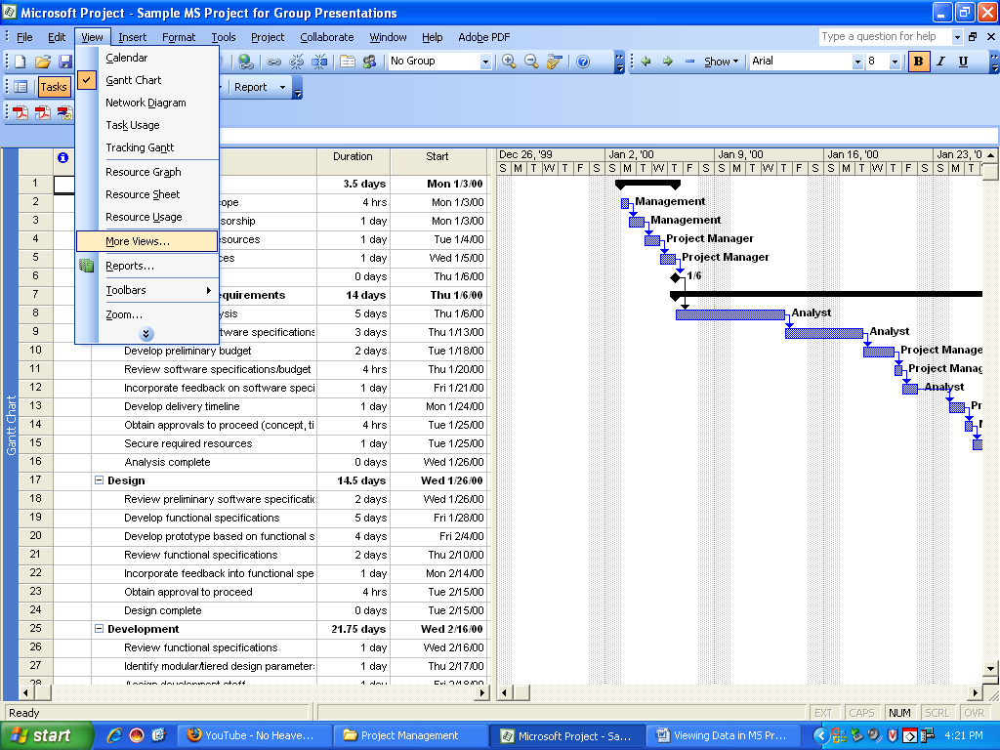 Microsoft Project - Sample MS Project for Group Presentations
File Edit View Insert Format Tools Project Collaborate Window Help Adobe PDF Type a question for help
No Group Show Arial 8 B I U
Tasks Report
Calendar
Gantt Chart
Network Diagram
Task Usage
Tracking Gantt
Resource Graph
Resource Sheet
Resource Usage
More Views...
Reports...
Toolbars
Zoom...
Duration Start Dec 26, '99 Jan 2, '00 Jan 9, '00 Jan 16, '00 Jan 23, '0
S M T W T F S S M T W T F S S M T W T F S S M T W T F S S M T
1 3.5 days Mon 1/3/00
2 cope 4 hrs Mon 1/3/00 Management
3 sorship 1 day Mon 1/3/00 Management
4 esources 1 day Tue 1/4/00 Project Manager
5 ces 1 day Wed 1/5/00 Project Manager
6 0 days Thu 1/6/00 1/6
7 equirements 14 days Thu 1/6/00
8 ysis 5 days Thu 1/6/00 Analyst
9 tware specifications 3 days Thu 1/13/00 Analyst
10 Develop preliminary budget 2 days Tue 1/18/00 Project Manage
11 Review software specifications/budget 4 hrs Thu 1/20/00 Project Manag
12 Incorporate feedback on software speci 1 day Fri 1/21/00 Analyst
13 Develop delivery timeline 1 day Mon 1/24/00 Pr
14 Obtain approvals to proceed (concept, ti 4 hrs Tue 1/25/00
15 Secure required resources 1 day Tue 1/25/00
16 Analysis complete 0 days Wed 1/26/00
17 Design 14.5 days Wed 1/26/00
18 Review preliminary software specificatic 2 days Wed 1/26/00
19 Develop functional specifications 5 days Fri 1/28/00
20 Develop prototype based on functional s 4 days Fri 2/4/00
21 Review functional specifications 2 days Thu 2/10/00
22 Incorporate feedback into functional spe 1 day Mon 2/14/00
23 Obtain approval to proceed 4 hrs Tue 2/15/00
24 Design complete 0 days Tue 2/15/00
25 Development 21.75 days Wed 2/16/00
26 Review functional specifications 1 day Wed 2/16/00
27 Identify modular/tiered design parameter 1 day Thu 2/17/00
28 Assign development staff 1 day Fri 2/18/00
Gantt Chart
Ready EXT CAPS NUM SCRL OVR
start YouTube - No Heave... Project Management Microsoft Project - Sa... Viewing Data in MS Pr... 4:21 PM